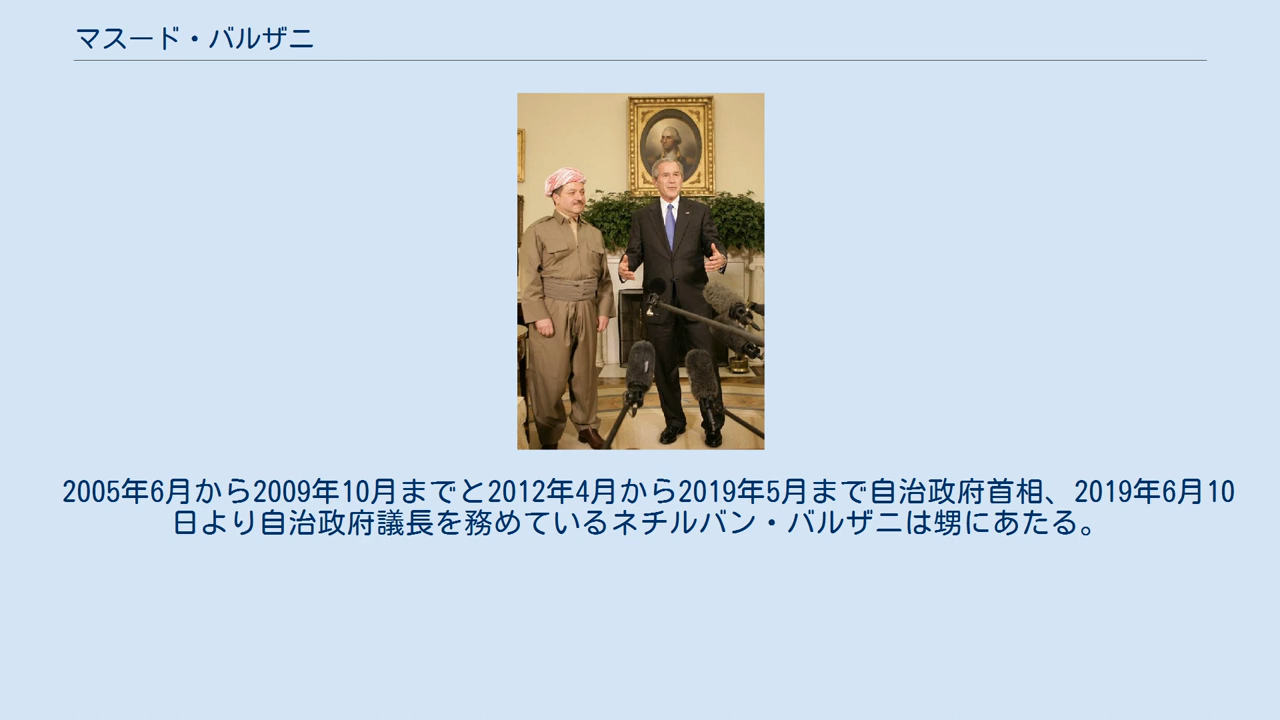 マスード・バルザニ
2005年6月から2009年10月までと2012年4月から2019年5月まで自治政府首相、2019年6月10
日より自治政府議長を務めているネチルバン・バルザニは甥にあたる。